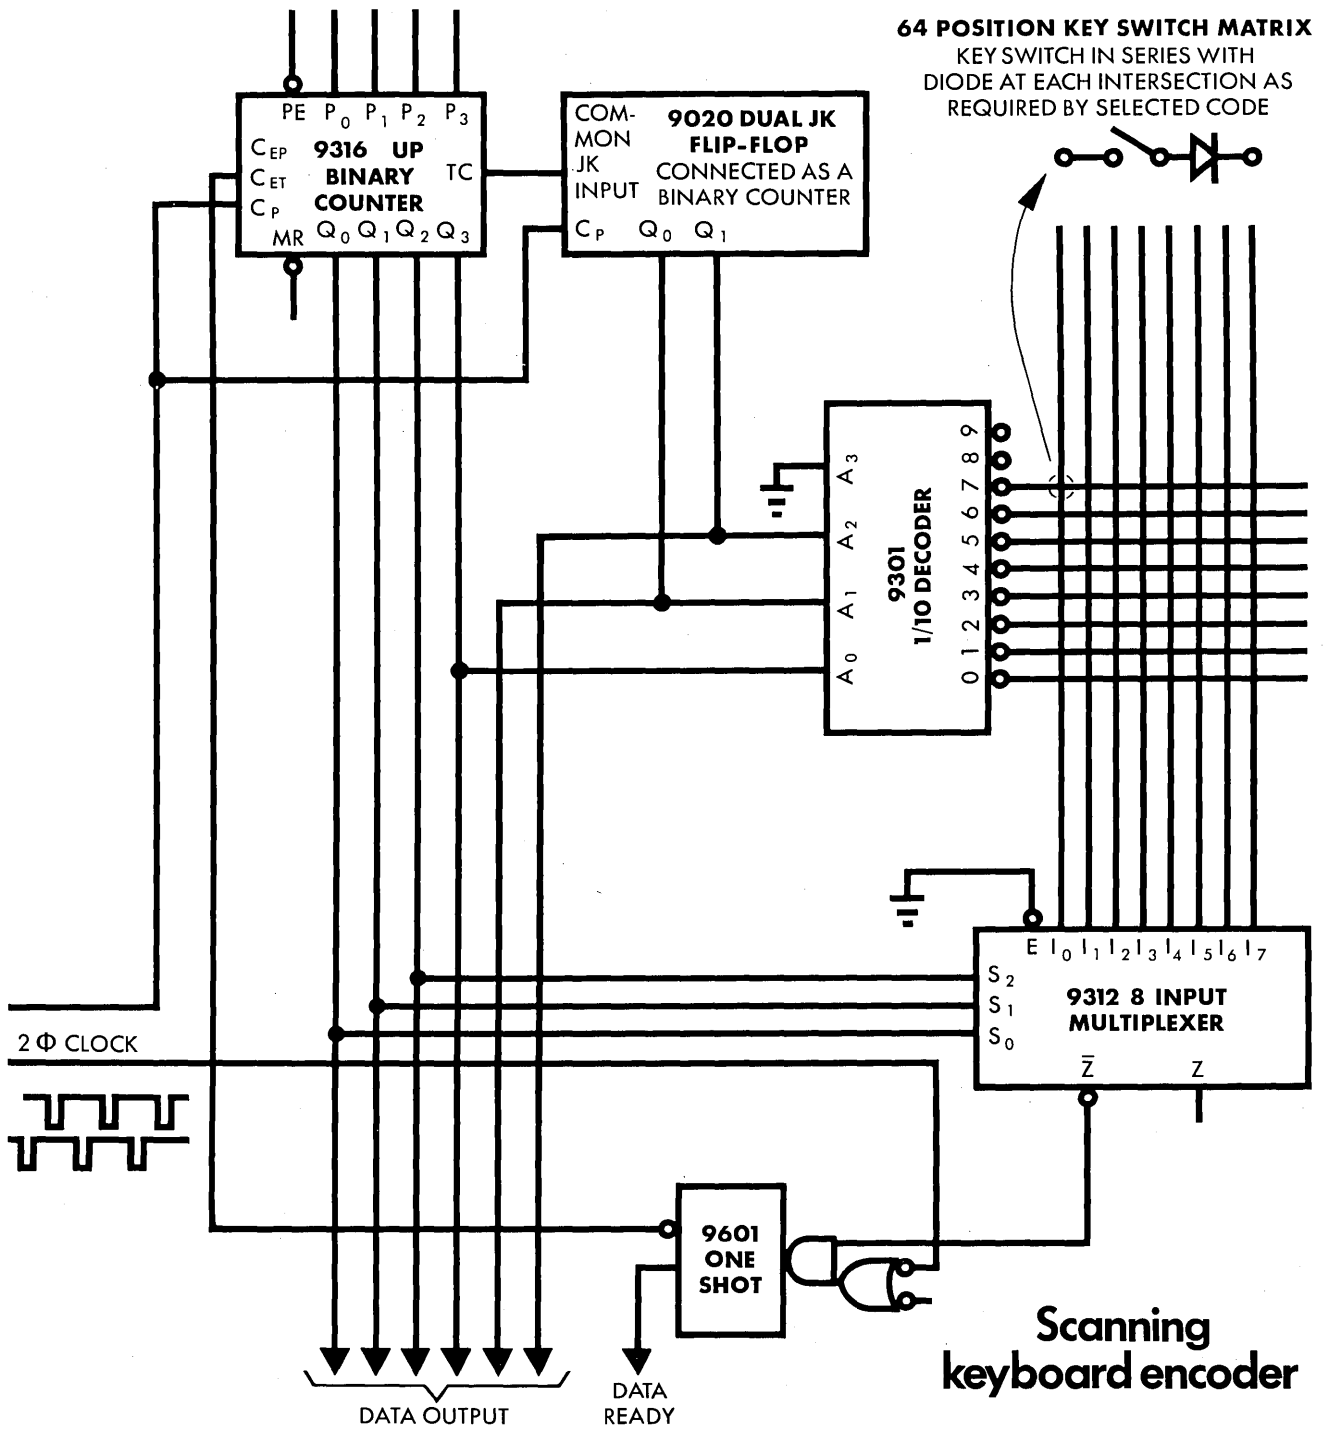 64 POSITION KEY SWITCH MATRIX
KEY SWITCH IN SERIES WITH
DIODE AT EACH INTERSECTION AS
REQUIRED BY SELECTED CODE
PE P0 P1 P2 P3
CEP
CET
CP
9316 UP
BINARY
COUNTER
TC
MR Q0 Q1 Q2 Q3
COM-
MON
JK
INPUT
9020 DUAL JK
FLIP-FLOP
CONNECTED AS A
BINARY COUNTER
CP Q0 Q1
A3
A2
A1
A0
9301
1/10 DECODER
9
8
7
6
5
4
3
2
1
0
E I0 I1 I2 I3 I4 I5 I6 I7
S2
S1
S0
9312 8 INPUT
MULTIPLEXER
Z̅ Z
2 Φ CLOCK
9601
ONE
SHOT
DATA OUTPUT
DATA
READY
Scanning
keyboard encoder